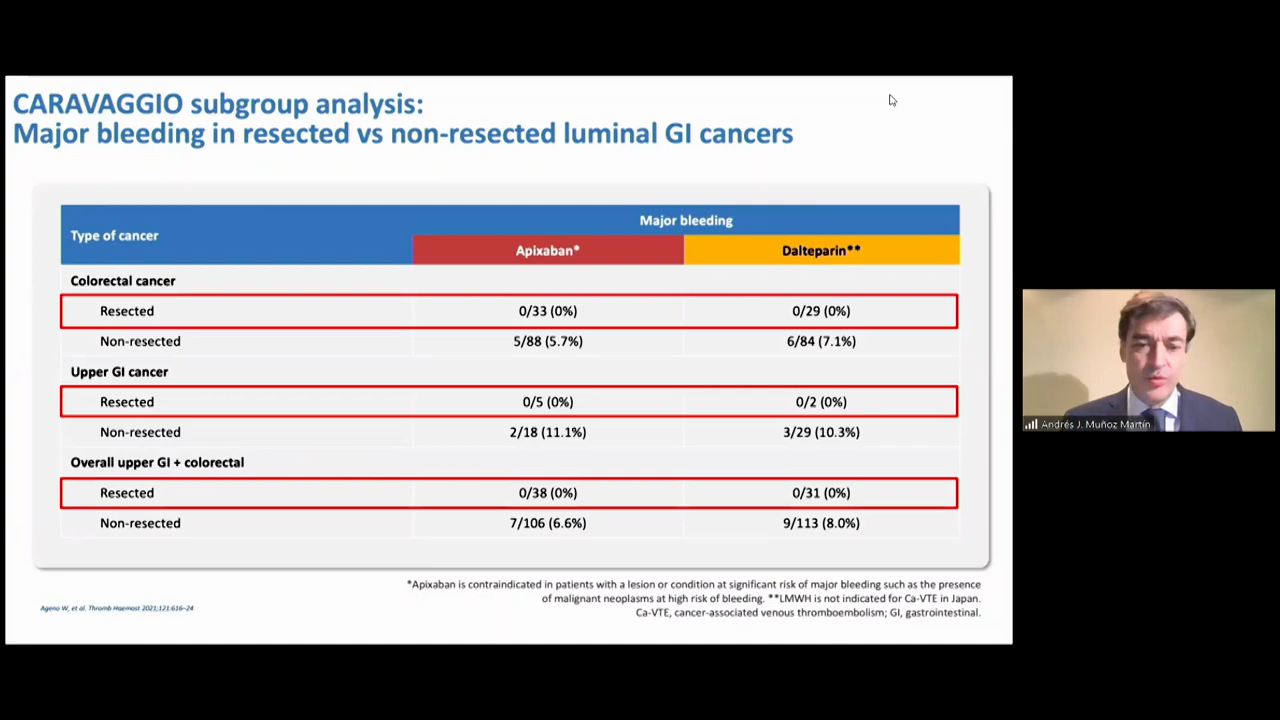 CARAVAGGIO subgroup analysis:
Major bleeding in resected vs non-resected luminal GI cancers
Type of cancer
Major bleeding
Apixaban*
Dalteparin**
Colorectal cancer
Resected 0/33 (0%) 0/29 (0%)
Non-resected 5/88 (5.7%) 6/84 (7.1%)
Upper GI cancer
Resected 0/5 (0%) 0/2 (0%)
Non-resected 2/18 (11.1%) 3/29 (10.3%)
Overall upper GI + colorectal
Resected 0/38 (0%) 0/31 (0%)
Non-resected 7/106 (6.6%) 9/113 (8.0%)
*Apixaban is contraindicated in patients with a lesion or condition at significant risk of major bleeding such as the presence
of malignant neoplasms at high risk of bleeding. **LMWH is not indicated for Ca-VTE in Japan.
Ca-VTE, cancer-associated venous thromboembolism; GI, gastrointestinal.
Ageno W, et al. Thromb Haemost 2021;121:616–24
Andrés J. Muñoz Martín